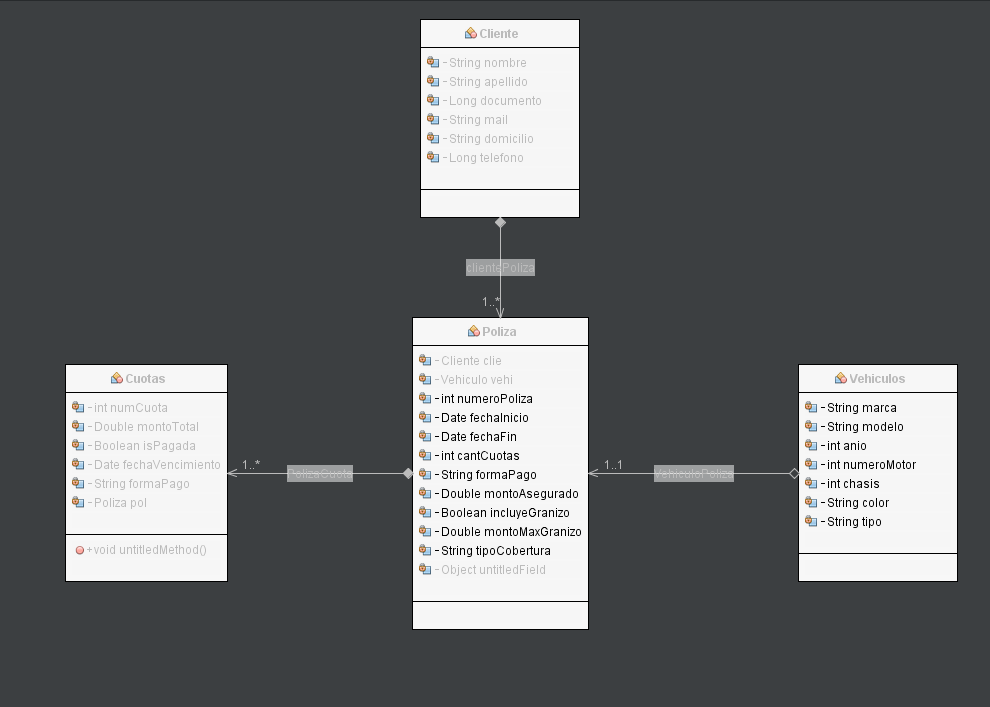 Cliente
- String nombre
- String apellido
- Long documento
- String mail
- String domicilio
- Long telefono
clientePoliza
1..*
Poliza
- Cliente clie
- Vehiculo vehi
- int numeroPoliza
- Date fechaInicio
- Date fechaFin
- int cantCuotas
- String formaPago
- Double montoAsegurado
- Boolean incluyeGranizo
- Double montoMaxGranizo
- String tipoCobertura
- Object untitledField
Cuotas
- int numCuota
- Double montoTotal
- Boolean isPagada
- Date fechaVencimiento
- String formaPago
- Poliza pol
+ void untitledMethod()
1..*
PolizaCuota
1..1
VehiculoPoliza
Vehiculos
- String marca
- String modelo
- int anio
- int numeroMotor
- int chasis
- String color
- String tipo